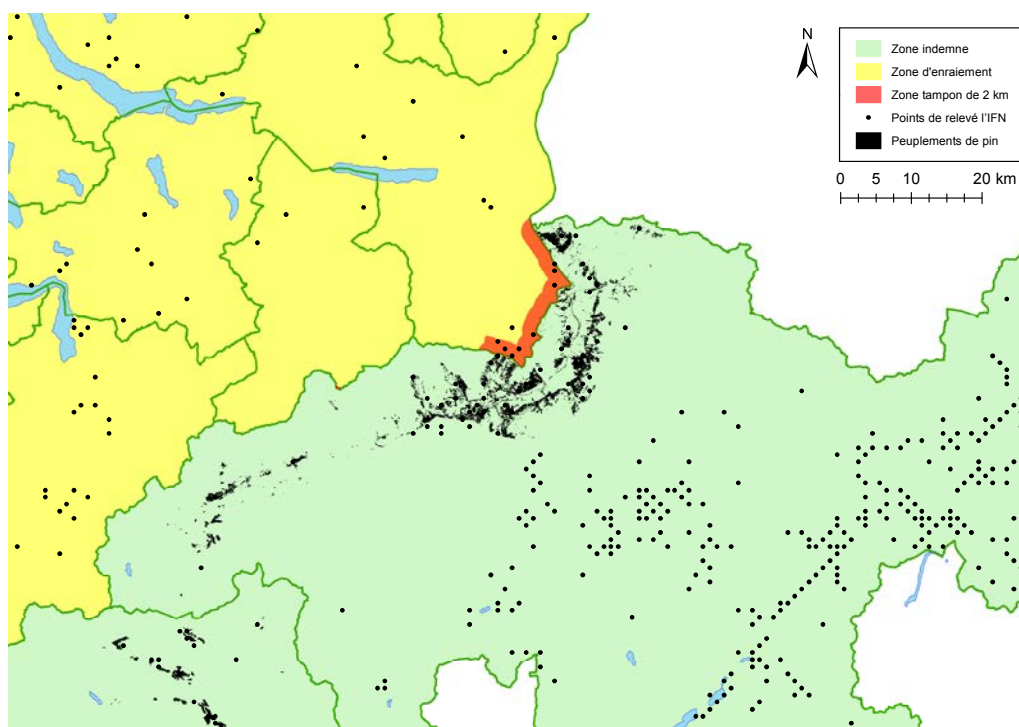 N
Zone indemne
Zone d'enraiement
Zone tampon de 2 km
Points de relevé l'IFN
Peuplements de pin
0 5 10 20 km